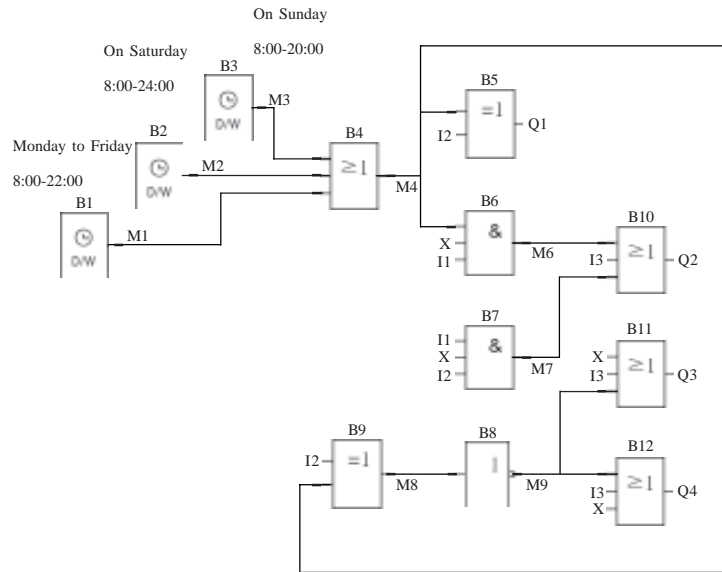 On Sunday
8:00-20:00
On Saturday
8:00-24:00
B3
D/W
M3
B5
=1
I2
Q1
Monday to Friday
8:00-22:00
B2
D/W
M2
B4
≥1
M4
B1
D/W
M1
B6
&
X
I1
M6
B10
≥1
I3
Q2
B7
&
I1
X
I2
M7
B11
≥1
X
I3
Q3
B9
=1
I2
M8
B8
1
M9
B12
≥1
I3
X
Q4